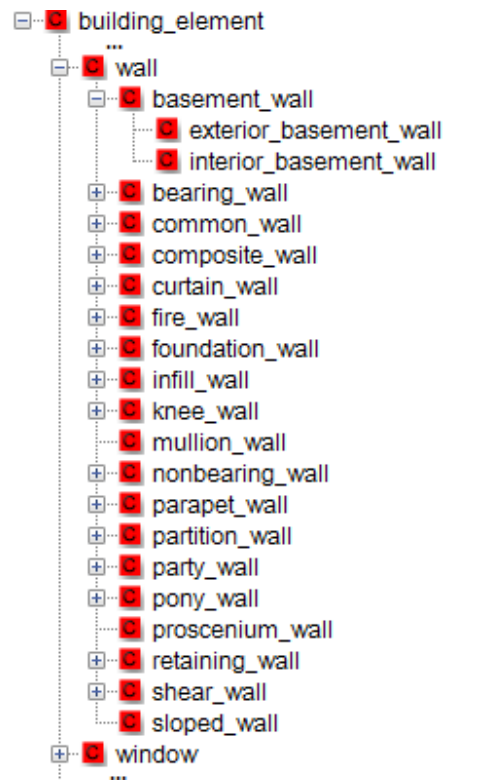 C building_element
...
C wall
C basement_wall
C exterior_basement_wall
C interior_basement_wall
C bearing_wall
C common_wall
C composite_wall
C curtain_wall
C fire_wall
C foundation_wall
C infill_wall
C knee_wall
C mullion_wall
C nonbearing_wall
C parapet_wall
C partition_wall
C party_wall
C pony_wall
C proscenium_wall
C retaining_wall
C shear_wall
C sloped_wall
C window
...